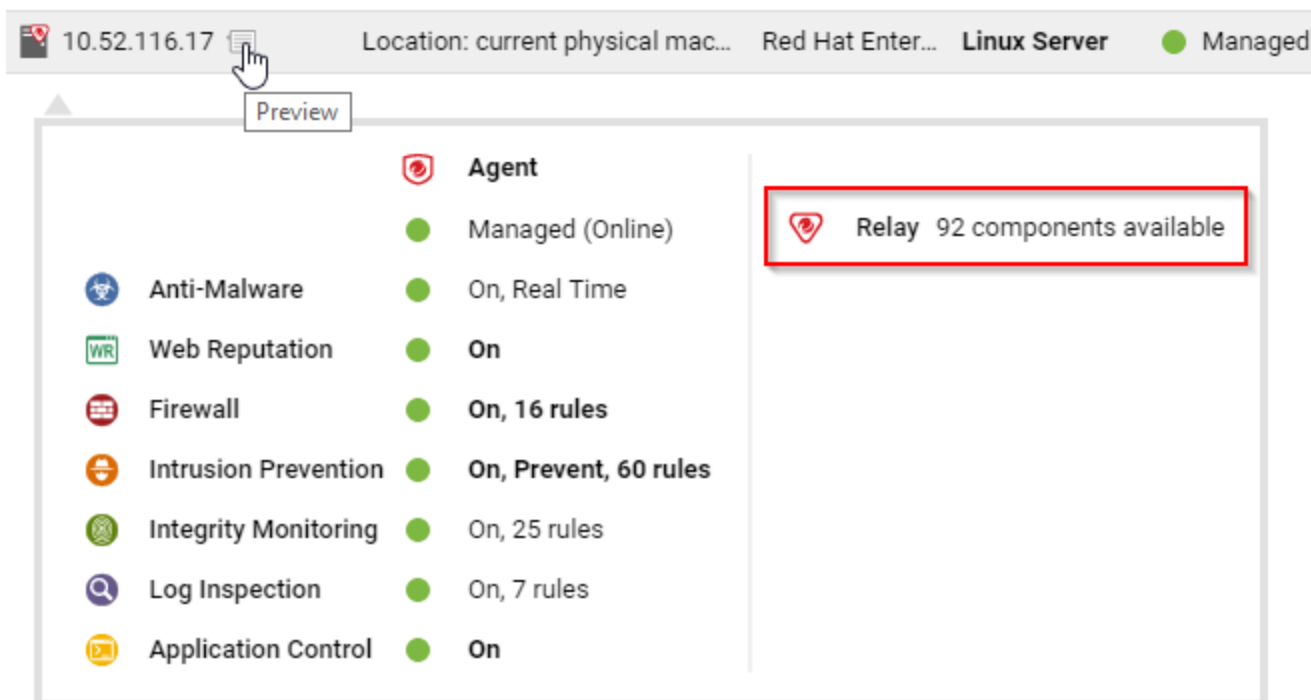 10.52.116.17 Location: current physical mac... Red Hat Enter... Linux Server Managed
Preview
Agent
Managed (Online)
Relay 92 components available
Anti-Malware On, Real Time
WR Web Reputation On
Firewall On, 16 rules
Intrusion Prevention On, Prevent, 60 rules
Integrity Monitoring On, 25 rules
Log Inspection On, 7 rules
Application Control On